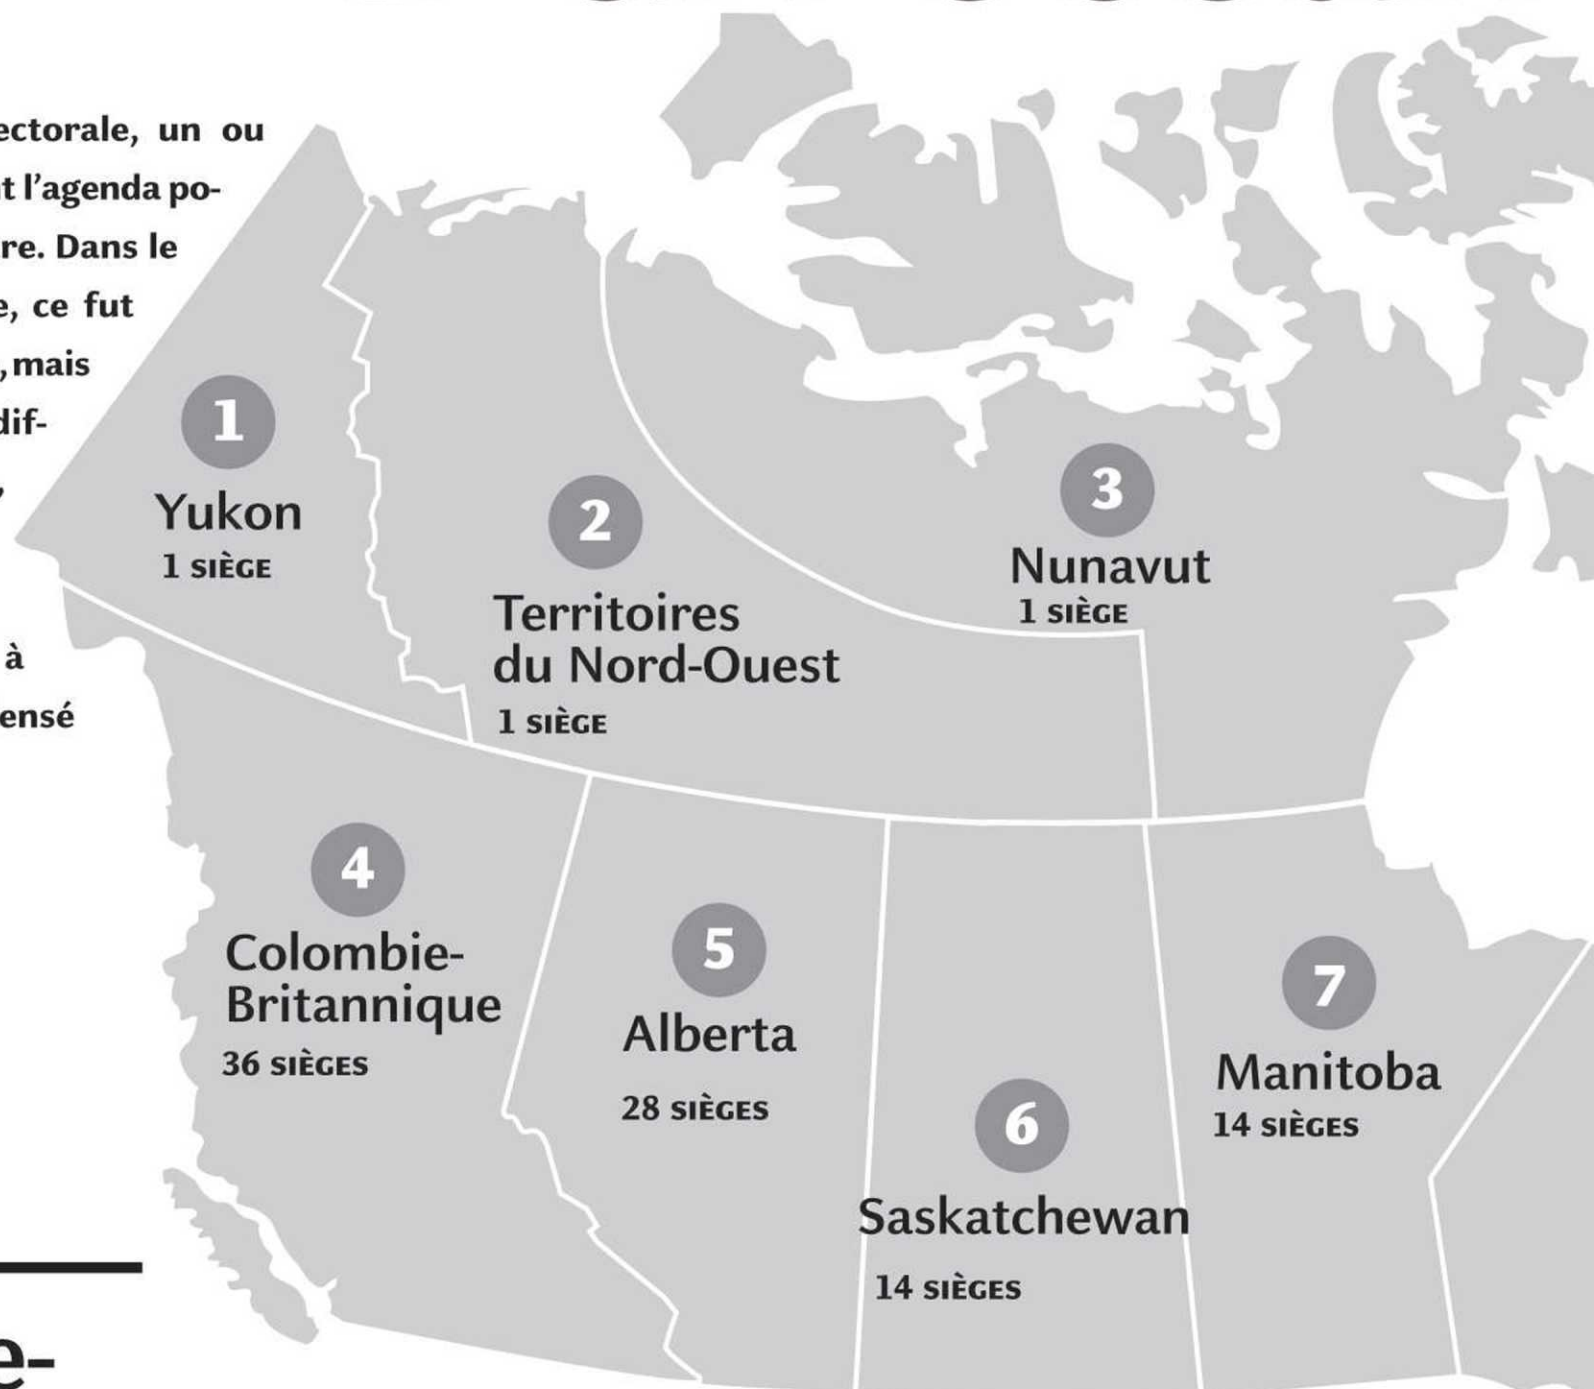 ectorale, un ou
t l'agenda po-
re. Dans le
e, ce fut
, mais
dif-
,
à
ensé
e-
1
Yukon
1 SIÈGE
2
Territoires
du Nord-Ouest
1 SIÈGE
3
Nunavut
1 SIÈGE
4
Colombie-
Britannique
36 SIÈGES
5
Alberta
28 SIÈGES
6
Saskatchewan
14 SIÈGES
7
Manitoba
14 SIÈGES